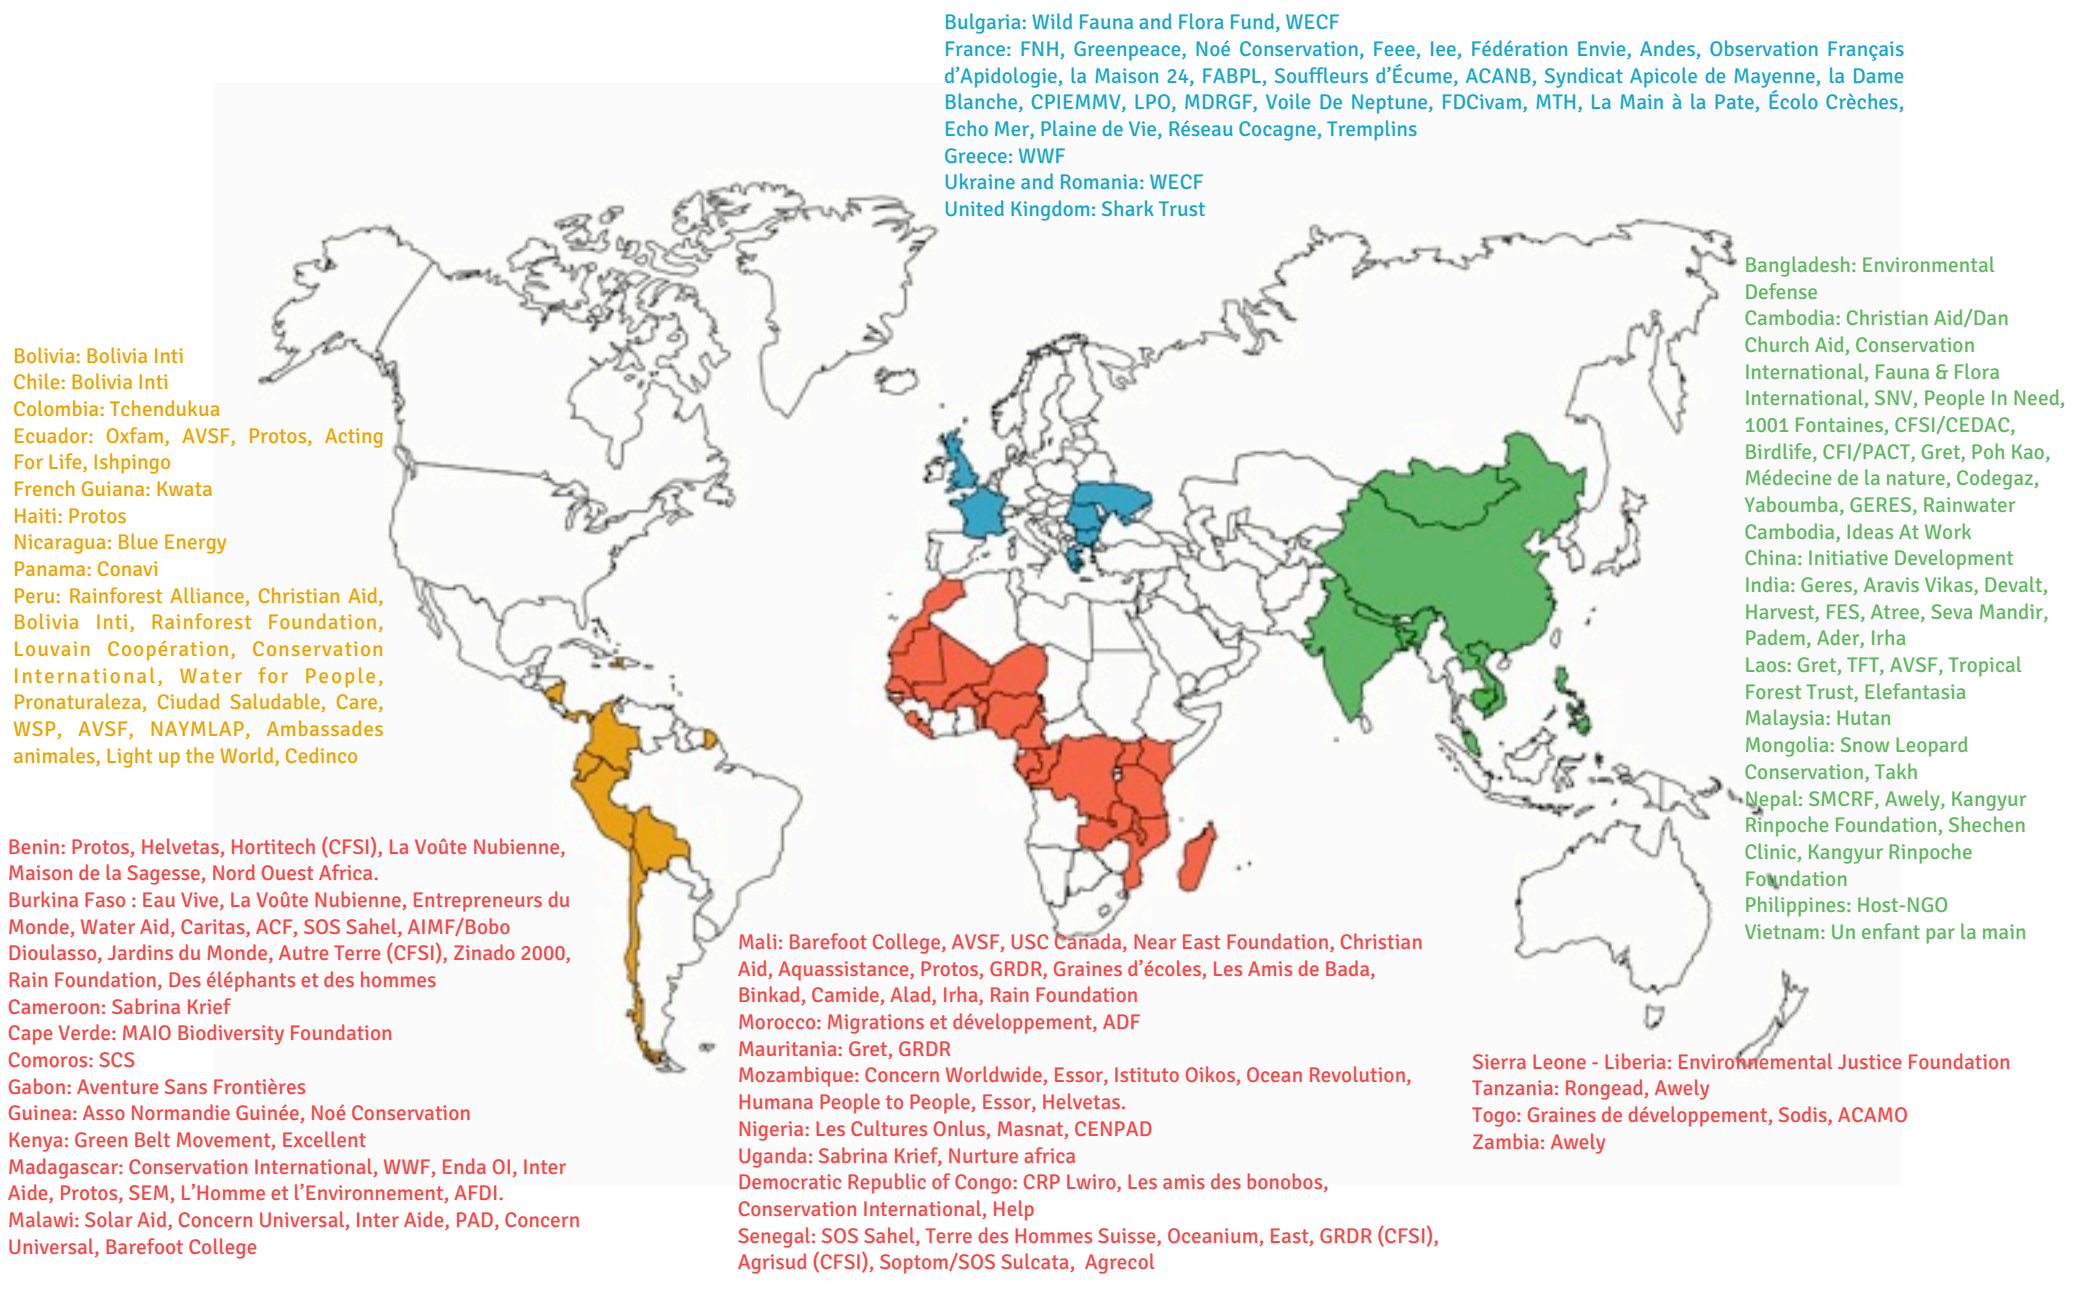 Bulgaria: Wild Fauna and Flora Fund, WECF
France: FNH, Greenpeace, Noé Conservation, Feee, Iee, Fédération Envie, Andes, Observation Français
d’Apidologie, la Maison 24, FABPL, Souffleurs d’Écume, ACANB, Syndicat Apicole de Mayenne, la Dame
Blanche, CPIEMMV, LPO, MDRGF, Voile De Neptune, FDCivam, MTH, La Main à la Pate, Écolo Crèches,
Echo Mer, Plaine de Vie, Réseau Cocagne, Tremplins
Greece: WWF
Ukraine and Romania: WECF
United Kingdom: Shark Trust
Bolivia: Bolivia Inti
Chile: Bolivia Inti
Colombia: Tchendukua
Ecuador: Oxfam, AVSF, Protos, Acting
For Life, Ishpingo
French Guiana: Kwata
Haiti: Protos
Nicaragua: Blue Energy
Panama: Conavi
Peru: Rainforest Alliance, Christian Aid,
Bolivia Inti, Rainforest Foundation,
Louvain Coopération, Conservation
International, Water for People,
Pronaturaleza, Ciudad Saludable, Care,
WSP, AVSF, NAYMLAP, Ambassades
animales, Light up the World, Cedinco
Bangladesh: Environmental
Defense
Cambodia: Christian Aid/Dan
Church Aid, Conservation
International, Fauna & Flora
International, SNV, People In Need,
1001 Fontaines, CFSI/CEDAC,
Birdlife, CFI/PACT, Gret, Poh Kao,
Médecine de la nature, Codegaz,
Yaboumba, GERES, Rainwater
Cambodia, Ideas At Work
China: Initiative Development
India: Geres, Aravis Vikas, Devalt,
Harvest, FES, Atree, Seva Mandir,
Padem, Ader, Irha
Laos: Gret, TFT, AVSF, Tropical
Forest Trust, Elefantasia
Malaysia: Hutan
Mongolia: Snow Leopard
Conservation, Takh
Nepal: SMCRF, Awely, Kangyur
Rinpoche Foundation, Shechen
Clinic, Kangyur Rinpoche
Foundation
Philippines: Host-NGO
Vietnam: Un enfant par la main
Benin: Protos, Helvetas, Hortitech (CFSI), La Voûte Nubienne,
Maison de la Sagesse, Nord Ouest Africa.
Burkina Faso : Eau Vive, La Voûte Nubienne, Entrepreneurs du
Monde, Water Aid, Caritas, ACF, SOS Sahel, AIMF/Bobo
Dioulasso, Jardins du Monde, Autre Terre (CFSI), Zinado 2000,
Rain Foundation, Des éléphants et des hommes
Cameroon: Sabrina Krief
Cape Verde: MAIO Biodiversity Foundation
Comoros: SCS
Gabon: Aventure Sans Frontières
Guinea: Asso Normandie Guinée, Noé Conservation
Kenya: Green Belt Movement, Excellent
Madagascar: Conservation International, WWF, Enda OI, Inter
Aide, Protos, SEM, L’Homme et l’Environnement, AFDI.
Malawi: Solar Aid, Concern Universal, Inter Aide, PAD, Concern
Universal, Barefoot College
Mali: Barefoot College, AVSF, USC Canada, Near East Foundation, Christian
Aid, Aquassistance, Protos, GRDR, Graines d’écoles, Les Amis de Bada,
Binkad, Camide, Alad, Irha, Rain Foundation
Morocco: Migrations et développement, ADF
Mauritania: Gret, GRDR
Mozambique: Concern Worldwide, Essor, Istituto Oikos, Ocean Revolution,
Humana People to People, Essor, Helvetas.
Nigeria: Les Cultures Onlus, Masnat, CENPAD
Uganda: Sabrina Krief, Nurture africa
Democratic Republic of Congo: CRP Lwiro, Les amis des bonobos,
Conservation International, Help
Senegal: SOS Sahel, Terre des Hommes Suisse, Oceanium, East, GRDR (CFSI),
Agrisud (CFSI), Soptom/SOS Sulcata, Agrecol
Sierra Leone - Liberia: Environnemental Justice Foundation
Tanzania: Rongead, Awely
Togo: Graines de développement, Sodis, ACAMO
Zambia: Awely